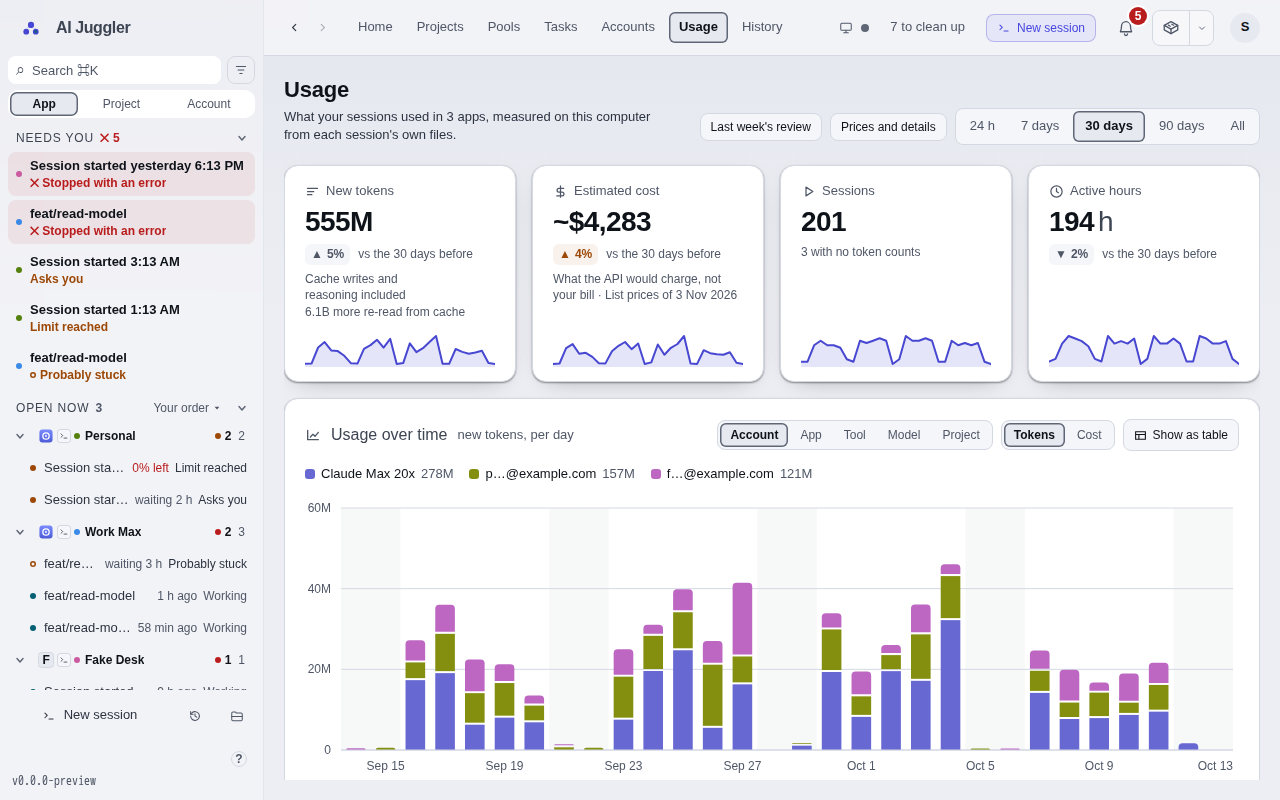 AI Juggler
Search ⌘K
App Project Account
NEEDS YOU 5
Session started yesterday 6:13 PM
Stopped with an error
feat/read-model
Stopped with an error
Session started 3:13 AM
Asks you
Session started 1:13 AM
Limit reached
feat/read-model
Probably stuck
OPEN NOW 3 Your order
Personal 2 2
Session sta… 0% left Limit reached
Session star… waiting 2 h Asks you
Work Max 2 3
feat/re… waiting 3 h Probably stuck
feat/read-model 1 h ago Working
feat/read-mo… 58 min ago Working
F Fake Desk 1 1
New session
?
v0.0.0-preview
Home Projects Pools Tasks Accounts Usage History
7 to clean up
New session
5
S
Usage
What your sessions used in 3 apps, measured on this computer
from each session's own files.
Last week's review Prices and details
24 h 7 days 30 days 90 days All
New tokens
555M
▲ 5% vs the 30 days before
Cache writes and
reasoning included
6.1B more re-read from cache
Estimated cost
~$4,283
▲ 4% vs the 30 days before
What the API would charge, not
your bill · List prices of 3 Nov 2026
Sessions
201
3 with no token counts
Active hours
194 h
▼ 2% vs the 30 days before
Usage over time new tokens, per day
Account App Tool Model Project
Tokens Cost
Show as table
Claude Max 20x 278M p…@example.com 157M f…@example.com 121M
60M
40M
20M
0
Sep 15 Sep 19 Sep 23 Sep 27 Oct 1 Oct 5 Oct 9 Oct 13